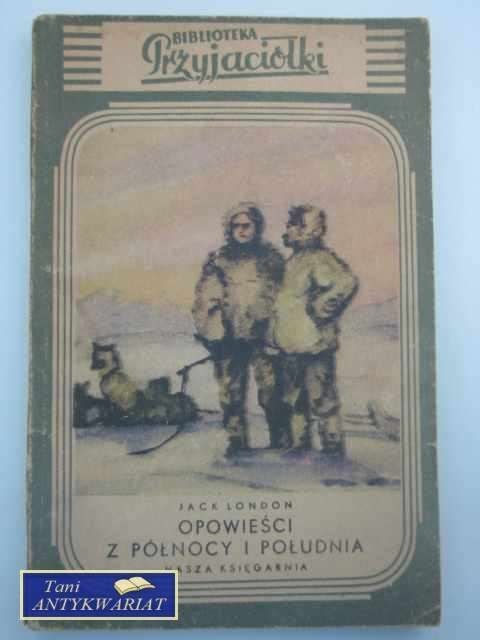 BIBLIOTEKA
Przyjaciółki
JACK LONDON
OPOWIEŚCI
Z PÓŁNOCY I POŁUDNIA
NASZA KSIĘGARNIA
Tani
ANTYKWARIAT